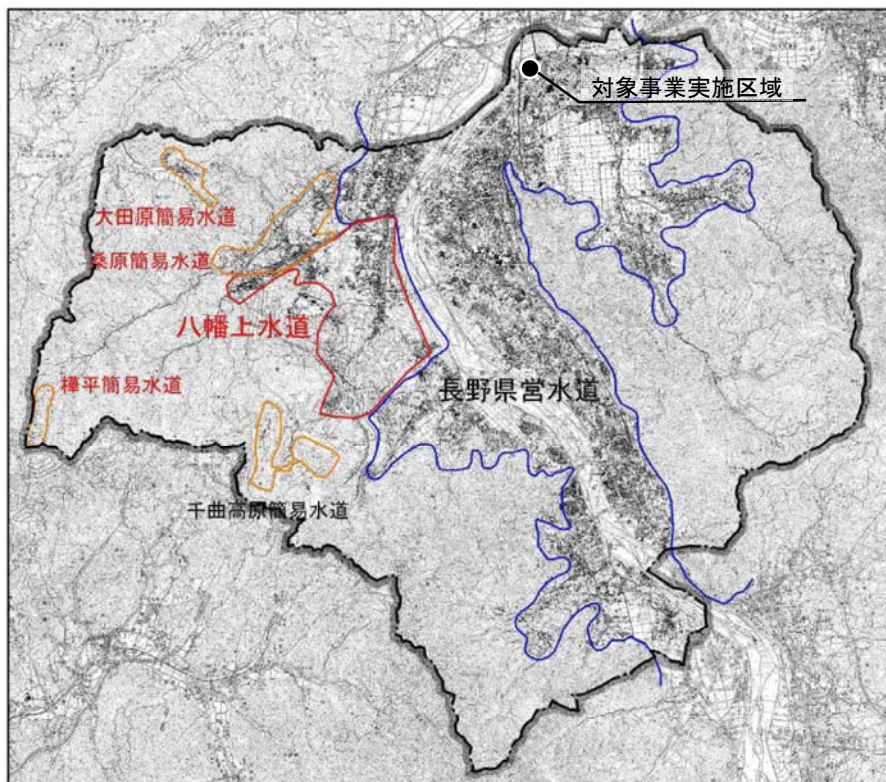 対象事業実施区域
大田原簡易水道
桑原簡易水道
八幡上水道
長野県営水道
樺平簡易水道
千曲高原簡易水道